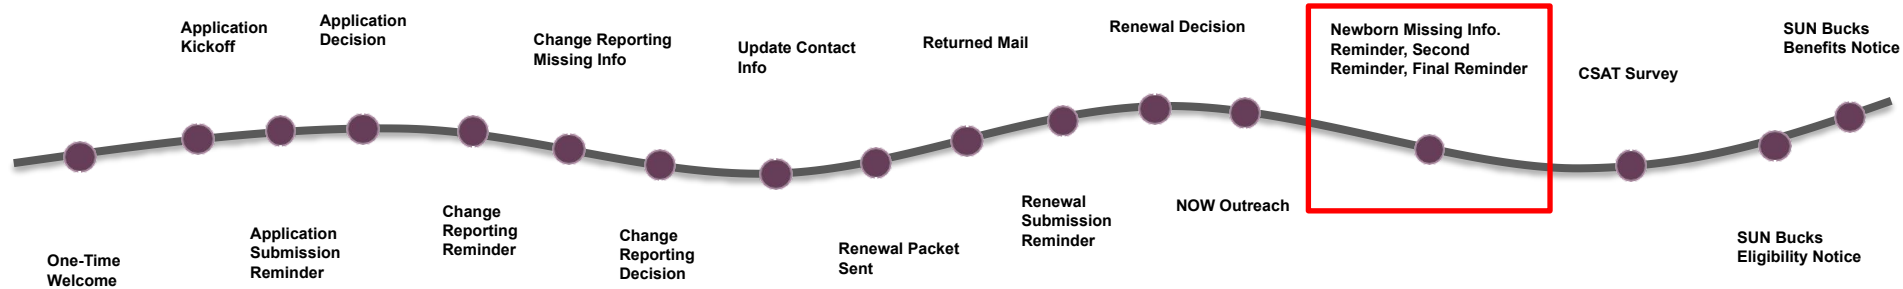 One-Time
Welcome
Application
Kickoff
Application
Submission
Reminder
Application
Decision
Change
Reporting
Reminder
Change Reporting
Missing Info
Change
Reporting
Decision
Update Contact
Info
Renewal Packet
Sent
Returned Mail
Renewal
Submission
Reminder
Renewal Decision
NOW Outreach
Newborn Missing Info.
Reminder, Second
Reminder, Final Reminder
CSAT Survey
SUN Bucks
Eligibility Notice
SUN Bucks
Benefits Notice